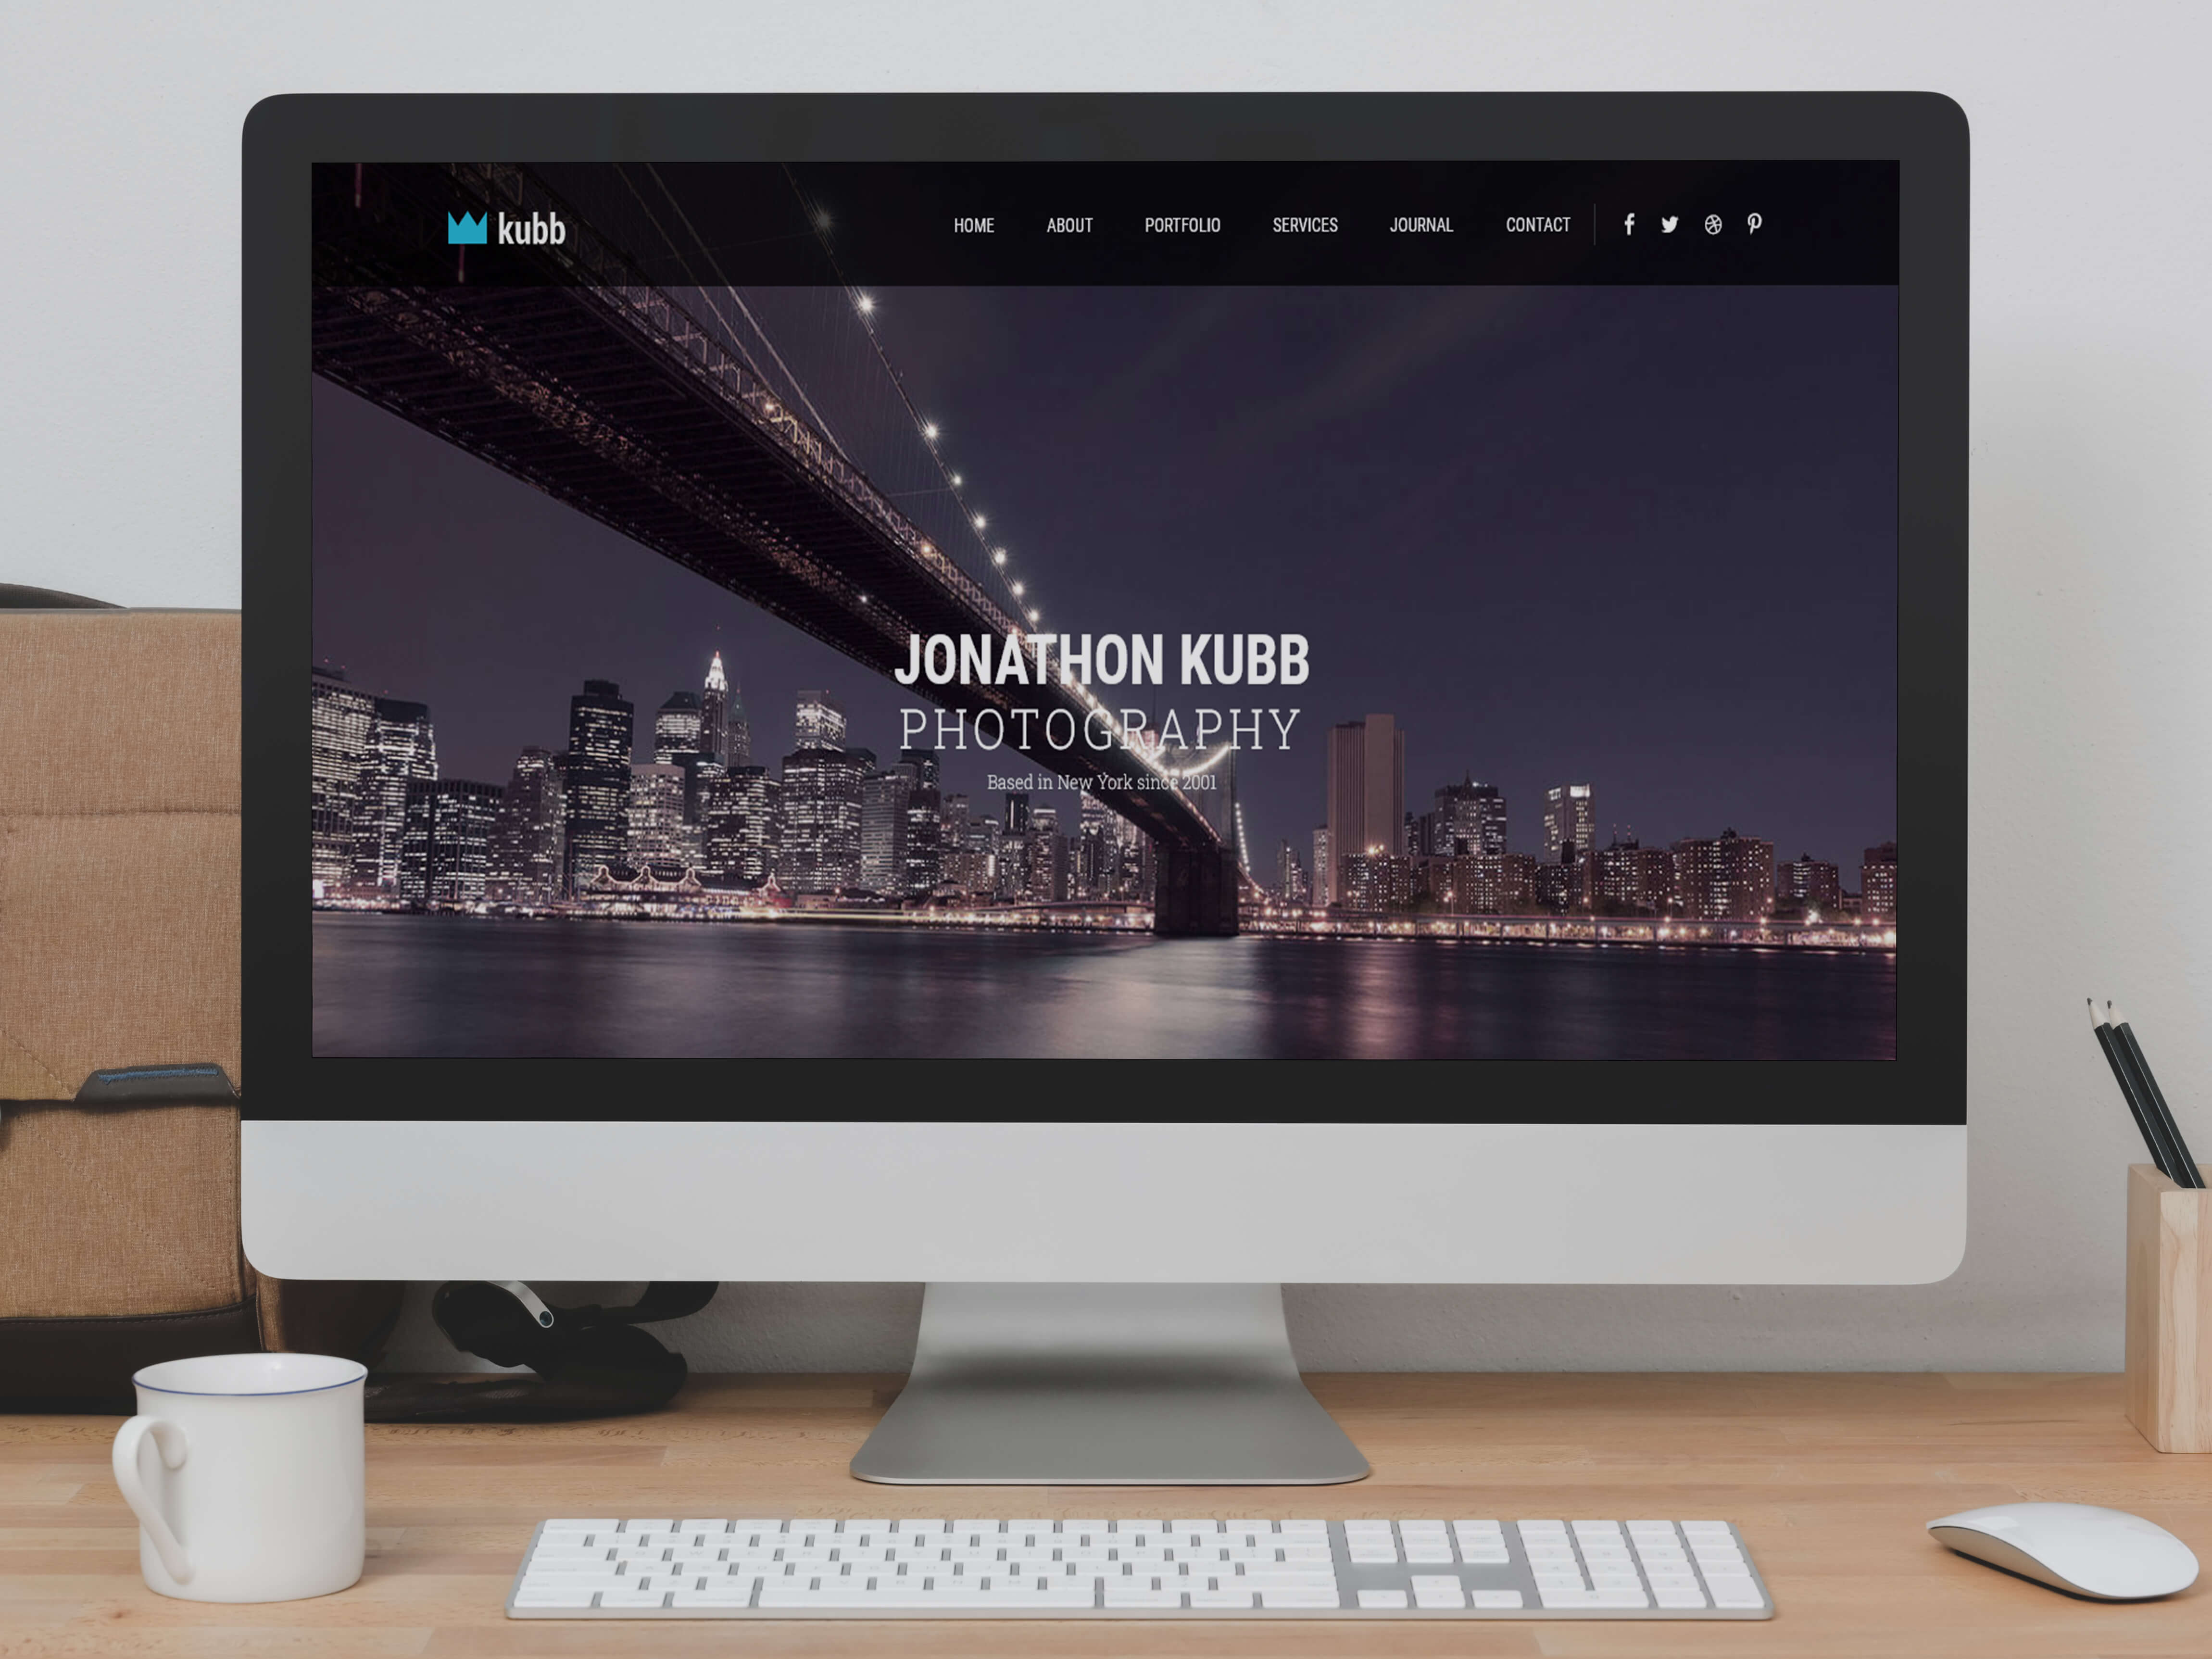 kubb
HOME ABOUT PORTFOLIO SERVICES JOURNAL CONTACT
JONATHON KUBB
PHOTOGRAPHY
Based in New York since 2001